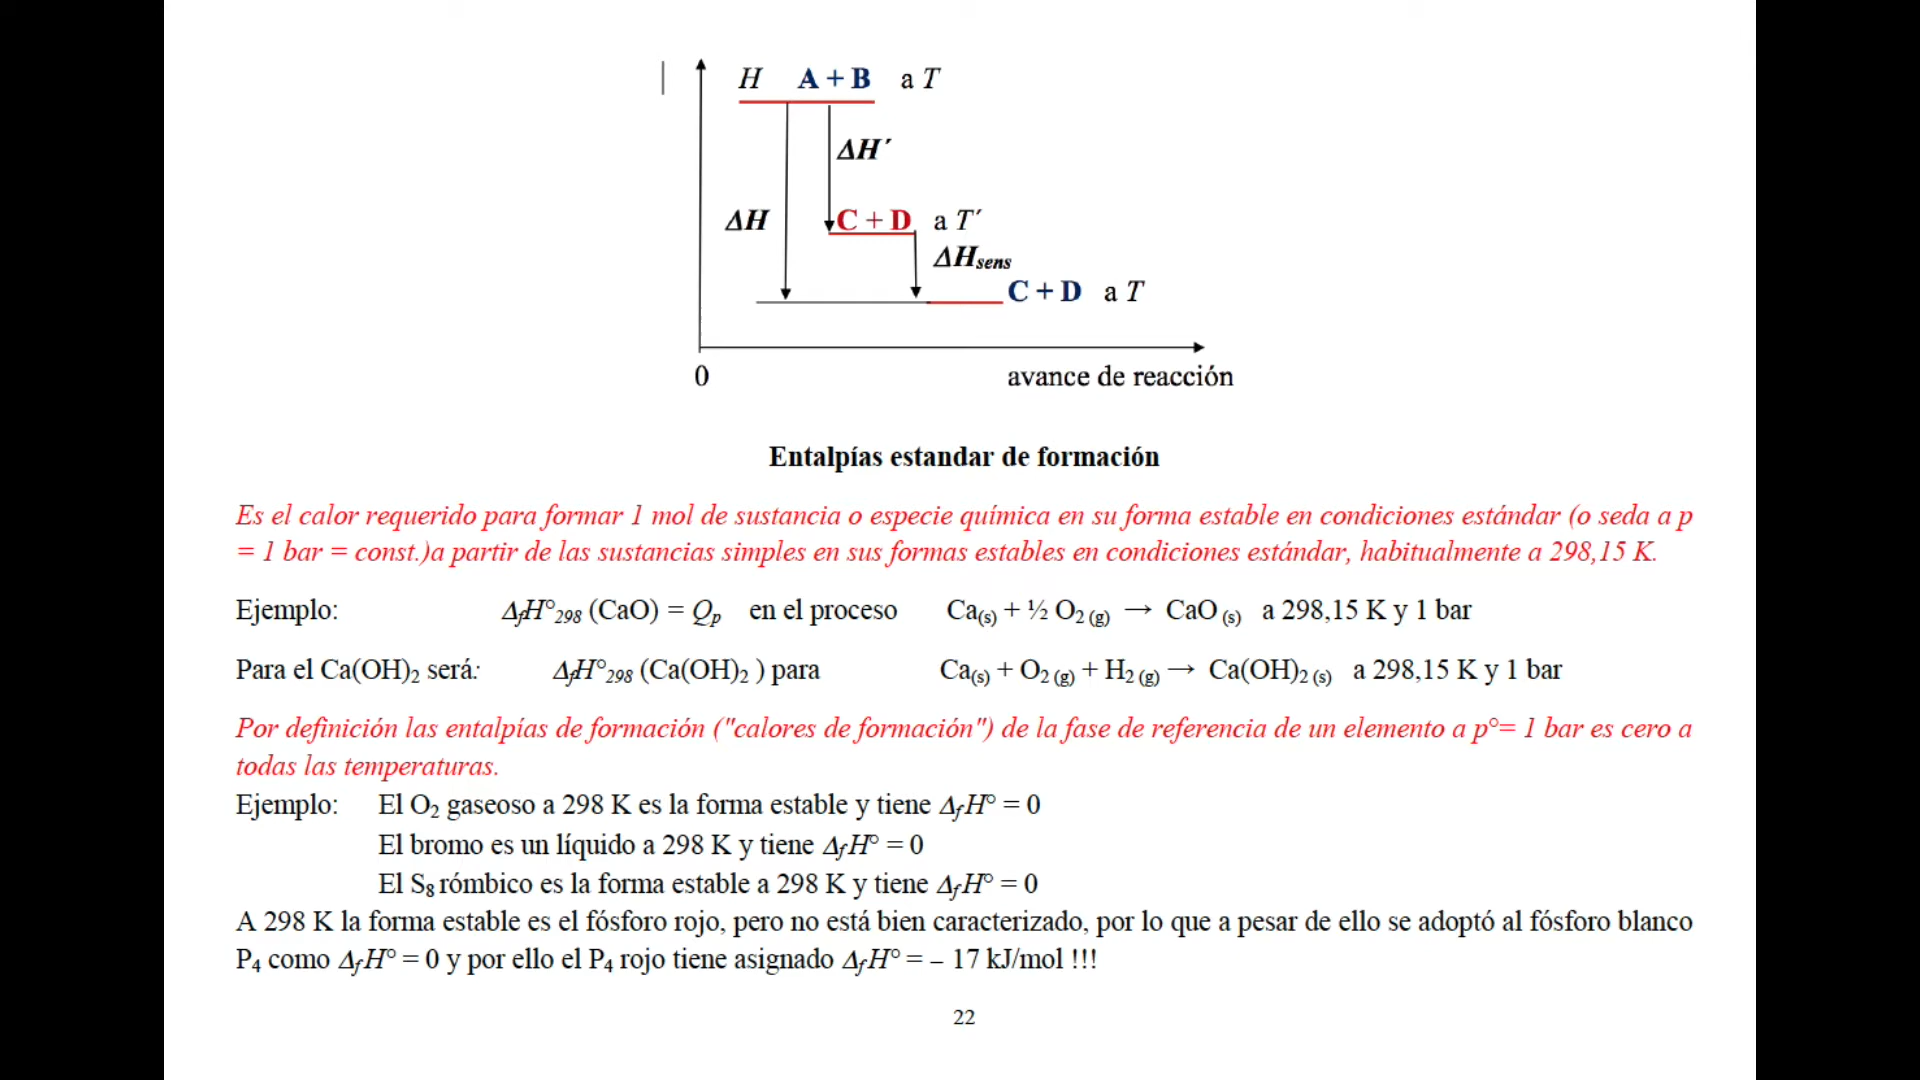 H A + B a T
ΔH´
ΔH C + D a T´
ΔHsens
C + D a T
0 avance de reacción
Entalpías estandar de formación
Es el calor requerido para formar 1 mol de sustancia o especie química en su forma estable en condiciones estándar (o seda a p
= 1 bar = const.)a partir de las sustancias simples en sus formas estables en condiciones estándar, habitualmente a 298,15 K.
Ejemplo: ΔfH°298 (CaO) = Qp en el proceso Ca(s) + ½ O2 (g) → CaO (s) a 298,15 K y 1 bar
Para el Ca(OH)2 será: ΔfH°298 (Ca(OH)2 ) para Ca(s) + O2 (g) + H2 (g) → Ca(OH)2 (s) a 298,15 K y 1 bar
Por definición las entalpías de formación ("calores de formación") de la fase de referencia de un elemento a p°= 1 bar es cero a
todas las temperaturas.
Ejemplo: El O2 gaseoso a 298 K es la forma estable y tiene ΔfH° = 0
El bromo es un líquido a 298 K y tiene ΔfH° = 0
El S8 rómbico es la forma estable a 298 K y tiene ΔfH° = 0
A 298 K la forma estable es el fósforo rojo, pero no está bien caracterizado, por lo que a pesar de ello se adoptó al fósforo blanco
P4 como ΔfH° = 0 y por ello el P4 rojo tiene asignado ΔfH° = – 17 kJ/mol !!!
22